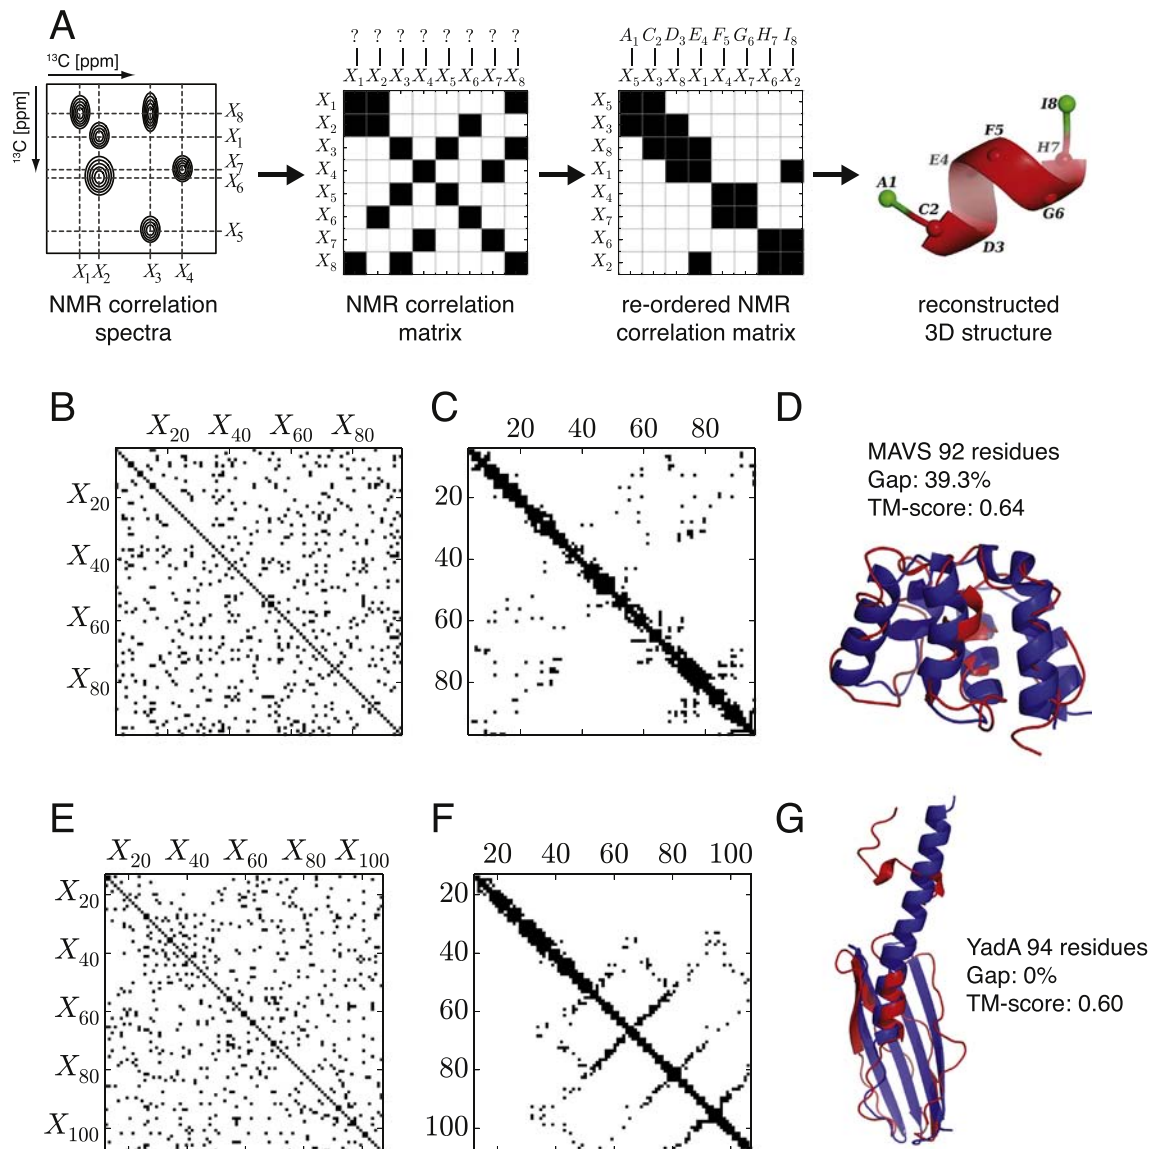 A
¹³C [ppm]
¹³C [ppm]
X₈
X₁
X₇
X₆
X₅
X₁ X₂ X₃ X₄
NMR correlation
spectra
? ? ? ? ? ? ? ?
X₁ X₂ X₃ X₄ X₅ X₆ X₇ X₈
X₁
X₂
X₃
X₄
X₅
X₆
X₇
X₈
NMR correlation
matrix
A₁ C₂ D₃ E₄ F₅ G₆ H₇ I₈
X₅ X₃ X₈ X₁ X₄ X₇ X₆ X₂
X₅
X₃
X₈
X₁
X₄
X₇
X₆
X₂
re-ordered NMR
correlation matrix
I8
F5
H7
E4
A1
C2
G6
D3
reconstructed
3D structure
B
X₂₀ X₄₀ X₆₀ X₈₀
X₂₀
X₄₀
X₆₀
X₈₀
C
20 40 60 80
20
40
60
80
D
MAVS 92 residues
Gap: 39.3%
TM-score: 0.64
E
X₂₀ X₄₀ X₆₀ X₈₀ X₁₀₀
X₂₀
X₄₀
X₆₀
X₈₀
X₁₀₀
F
20 40 60 80 100
20
40
60
80
100
G
YadA 94 residues
Gap: 0%
TM-score: 0.60